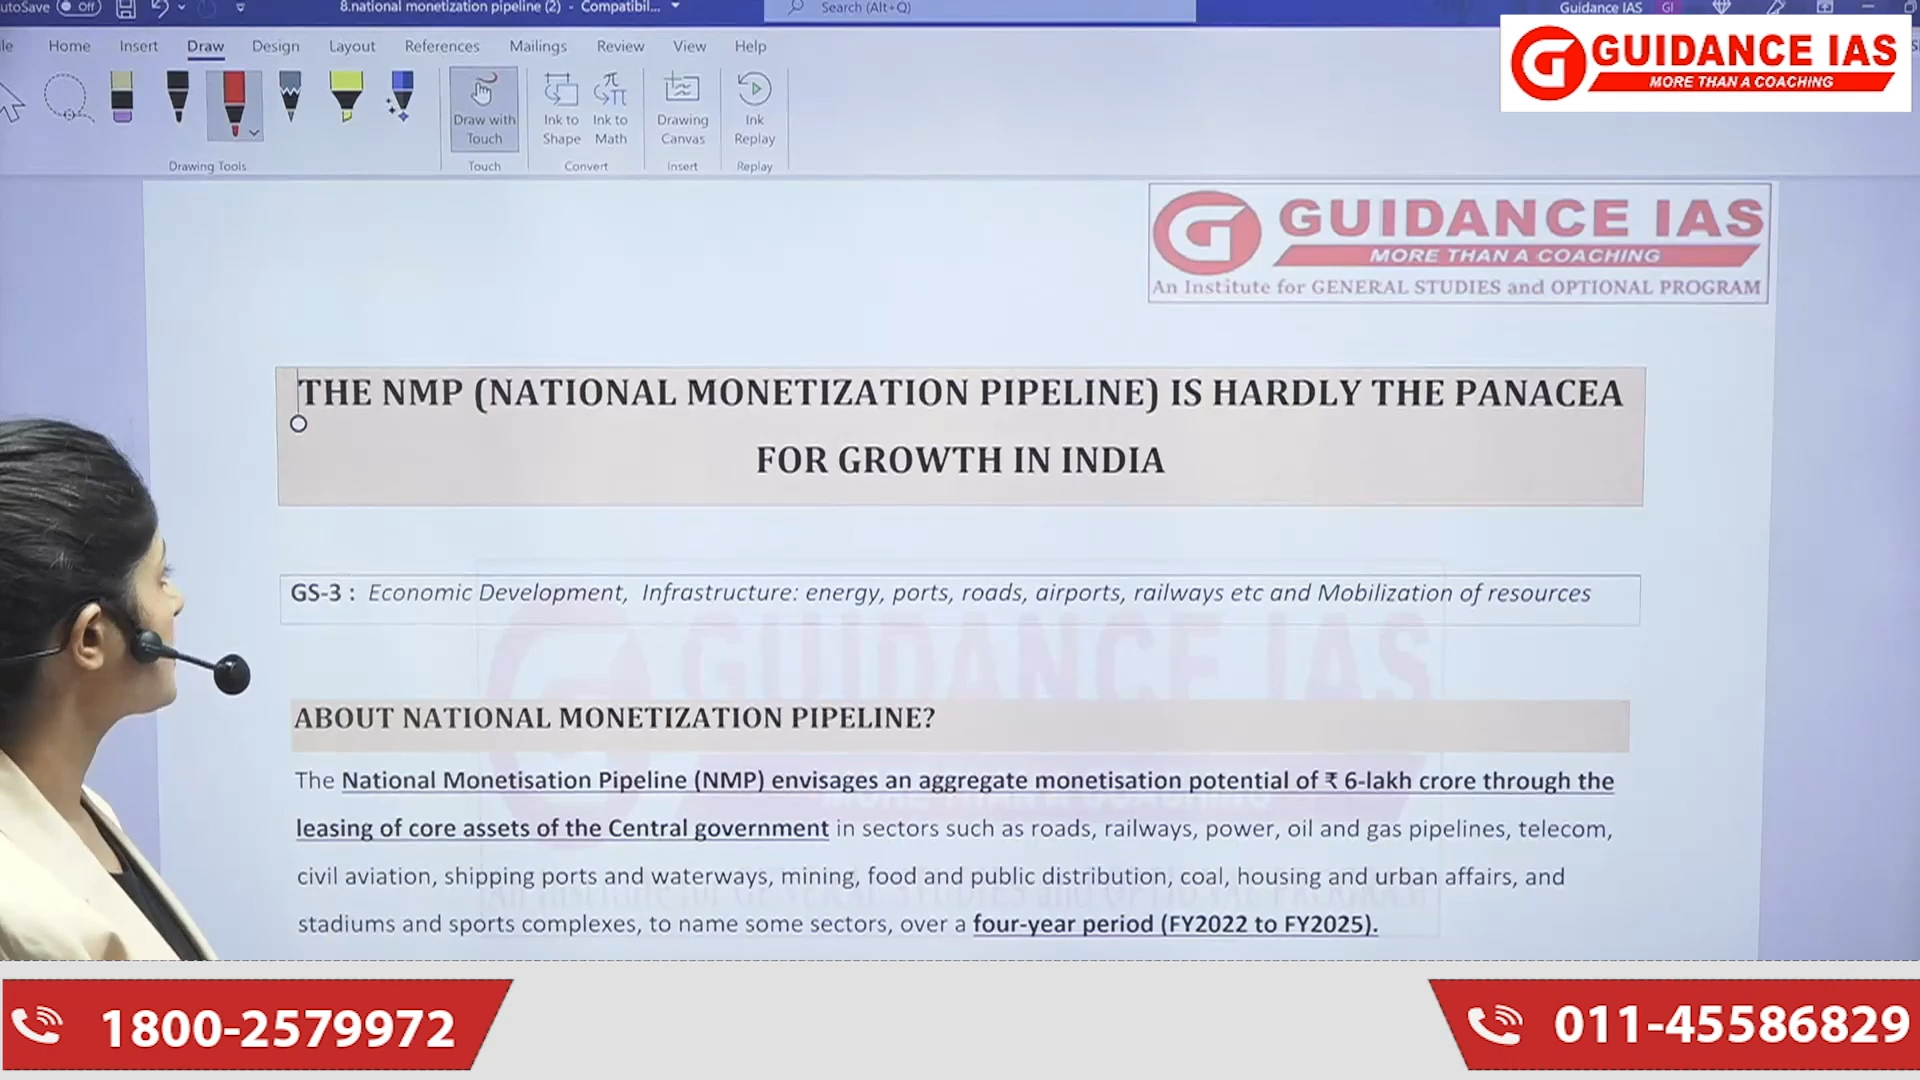 utoSave Off 8.national monetization pipeline (2) - Compatibil... Search (Alt+Q) Guidance IAS GI
le Home Insert Draw Design Layout References Mailings Review View Help
GUIDANCE IAS
MORE THAN A COACHING
Draw with Touch
Ink to Shape
Ink to Math
Drawing Canvas
Ink Replay
Drawing Tools Touch Convert Insert Replay
GUIDANCE IAS
MORE THAN A COACHING
An Institute for GENERAL STUDIES and OPTIONAL PROGRAM
THE NMP (NATIONAL MONETIZATION PIPELINE) IS HARDLY THE PANACEA
FOR GROWTH IN INDIA
GS-3 : Economic Development, Infrastructure: energy, ports, roads, airports, railways etc and Mobilization of resources
GUIDANCE IAS
ABOUT NATIONAL MONETIZATION PIPELINE?
The National Monetisation Pipeline (NMP) envisages an aggregate monetisation potential of ₹ 6-lakh crore through the
leasing of core assets of the Central government in sectors such as roads, railways, power, oil and gas pipelines, telecom,
civil aviation, shipping ports and waterways, mining, food and public distribution, coal, housing and urban affairs, and
stadiums and sports complexes, to name some sectors, over a four-year period (FY2022 to FY2025).
1800-2579972
011-45586829